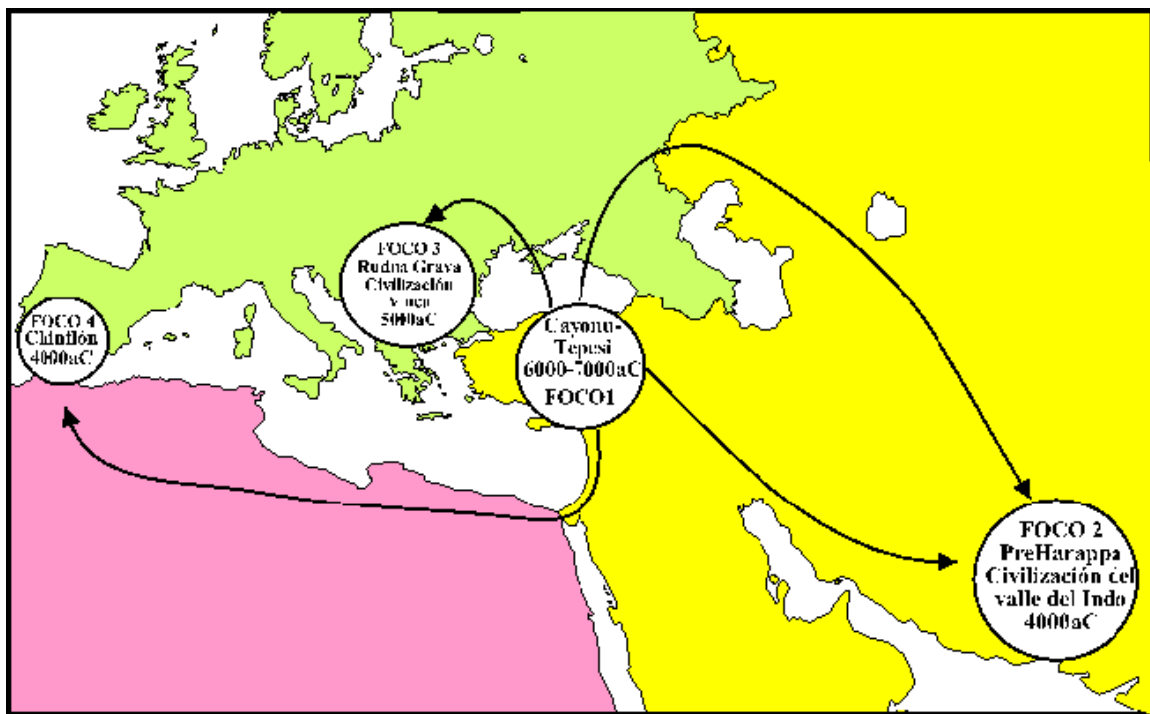 FOCO 3
Rudna Grava
Civilización
5000aC
FOCO 4
Chinflón
4000aC
Cayonu-
Tepesi
6000-7000aC
FOCO1
FOCO 2
PreHarappa
Civilización del
valle del Indo
4000aC